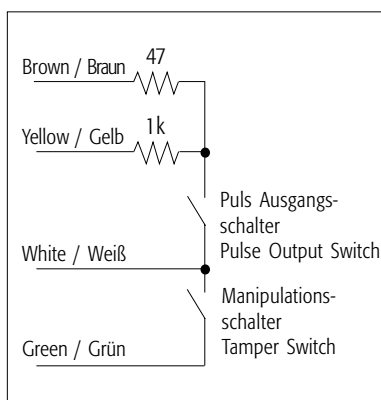 47
Brown / Braun
1k
Yellow / Gelb
Puls Ausgangs-
schalter
Pulse Output Switch
White / Weiß
Manipulations-
schalter
Tamper Switch
Green / Grün